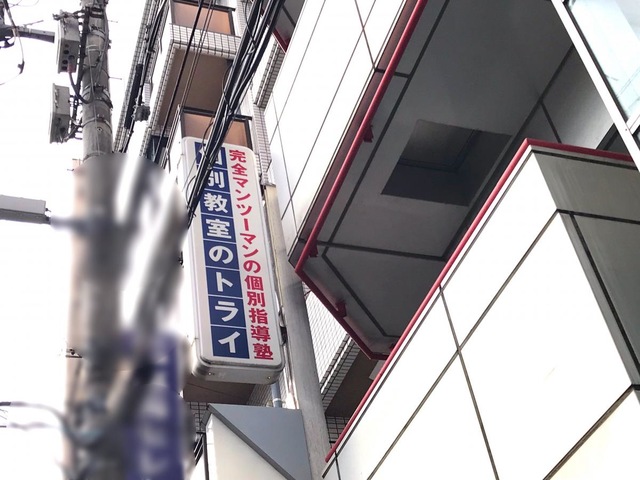 完全マンツーマンの個別指導塾
個別教室のトライ